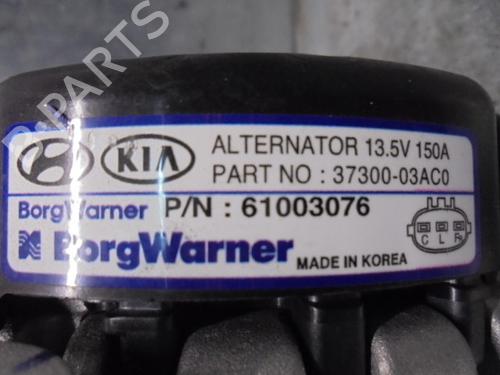 B-PARTS
KIA
ALTERNATOR 13.5V 150A
PART NO : 37300-03AC0
BorgWarner P/N : 61003076
BorgWarner
C L
MADE IN KOREA